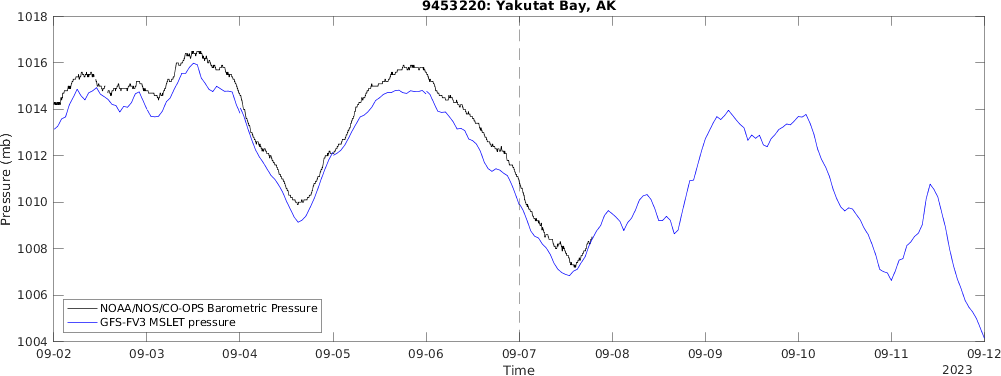 9453220: Yakutat Bay, AK
Pressure (mb)
1018
1016
1014
1012
1010
1008
1006
1004
NOAA/NOS/CO-OPS Barometric Pressure
GFS-FV3 MSLET pressure
09-02 09-03 09-04 09-05 09-06 09-07 09-08 09-09 09-10 09-11 09-12
Time
2023